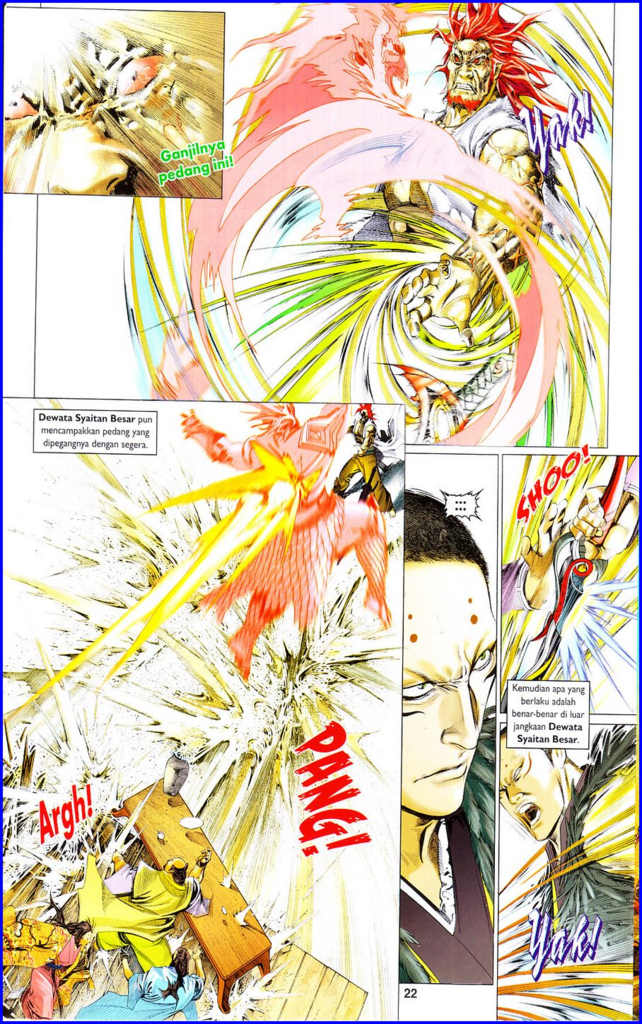 Ganjilnya
pedang ini!
Yak!
Dewata Syaitan Besar pun
mencampakkan pedang yang
dipegangnya dengan segera.
Argh!
PANG!
......
SHOO!
Kemudian apa yang
berlaku adalah
benar-benar di luar
jangkaan Dewata
Syaitan Besar.
Yak!
22